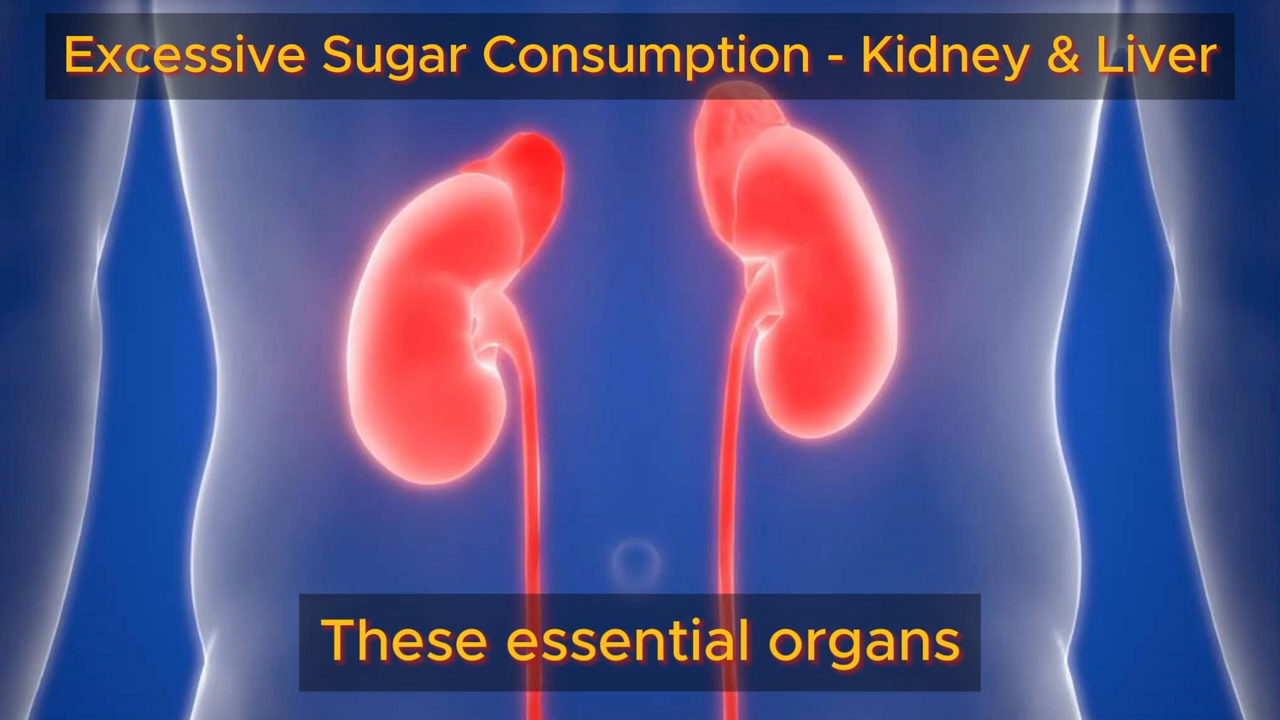 Excessive Sugar Consumption - Kidney & Liver
These essential organs